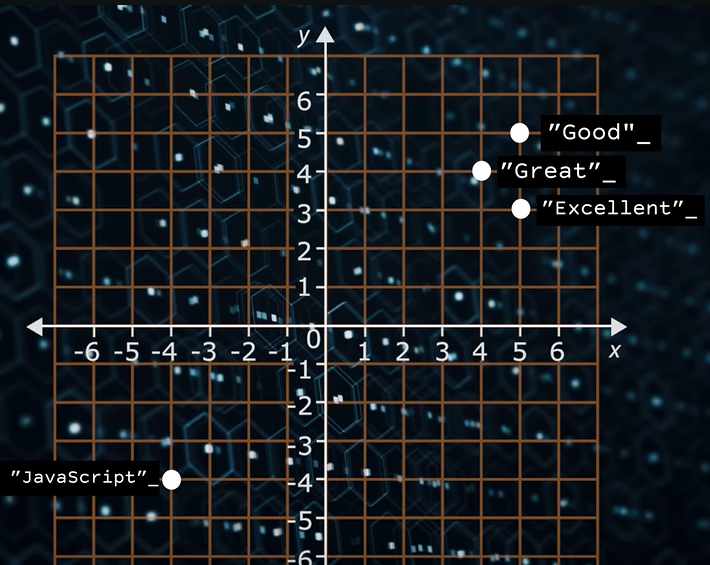 y
6
5
4
3
2
1
0
-6 -5 -4 -3 -2 -1 1 2 3 4 5 6 x
-1
-2
-3
-4
-5
-6
”Good"_
”Great”_
”Excellent”_
”JavaScript”_